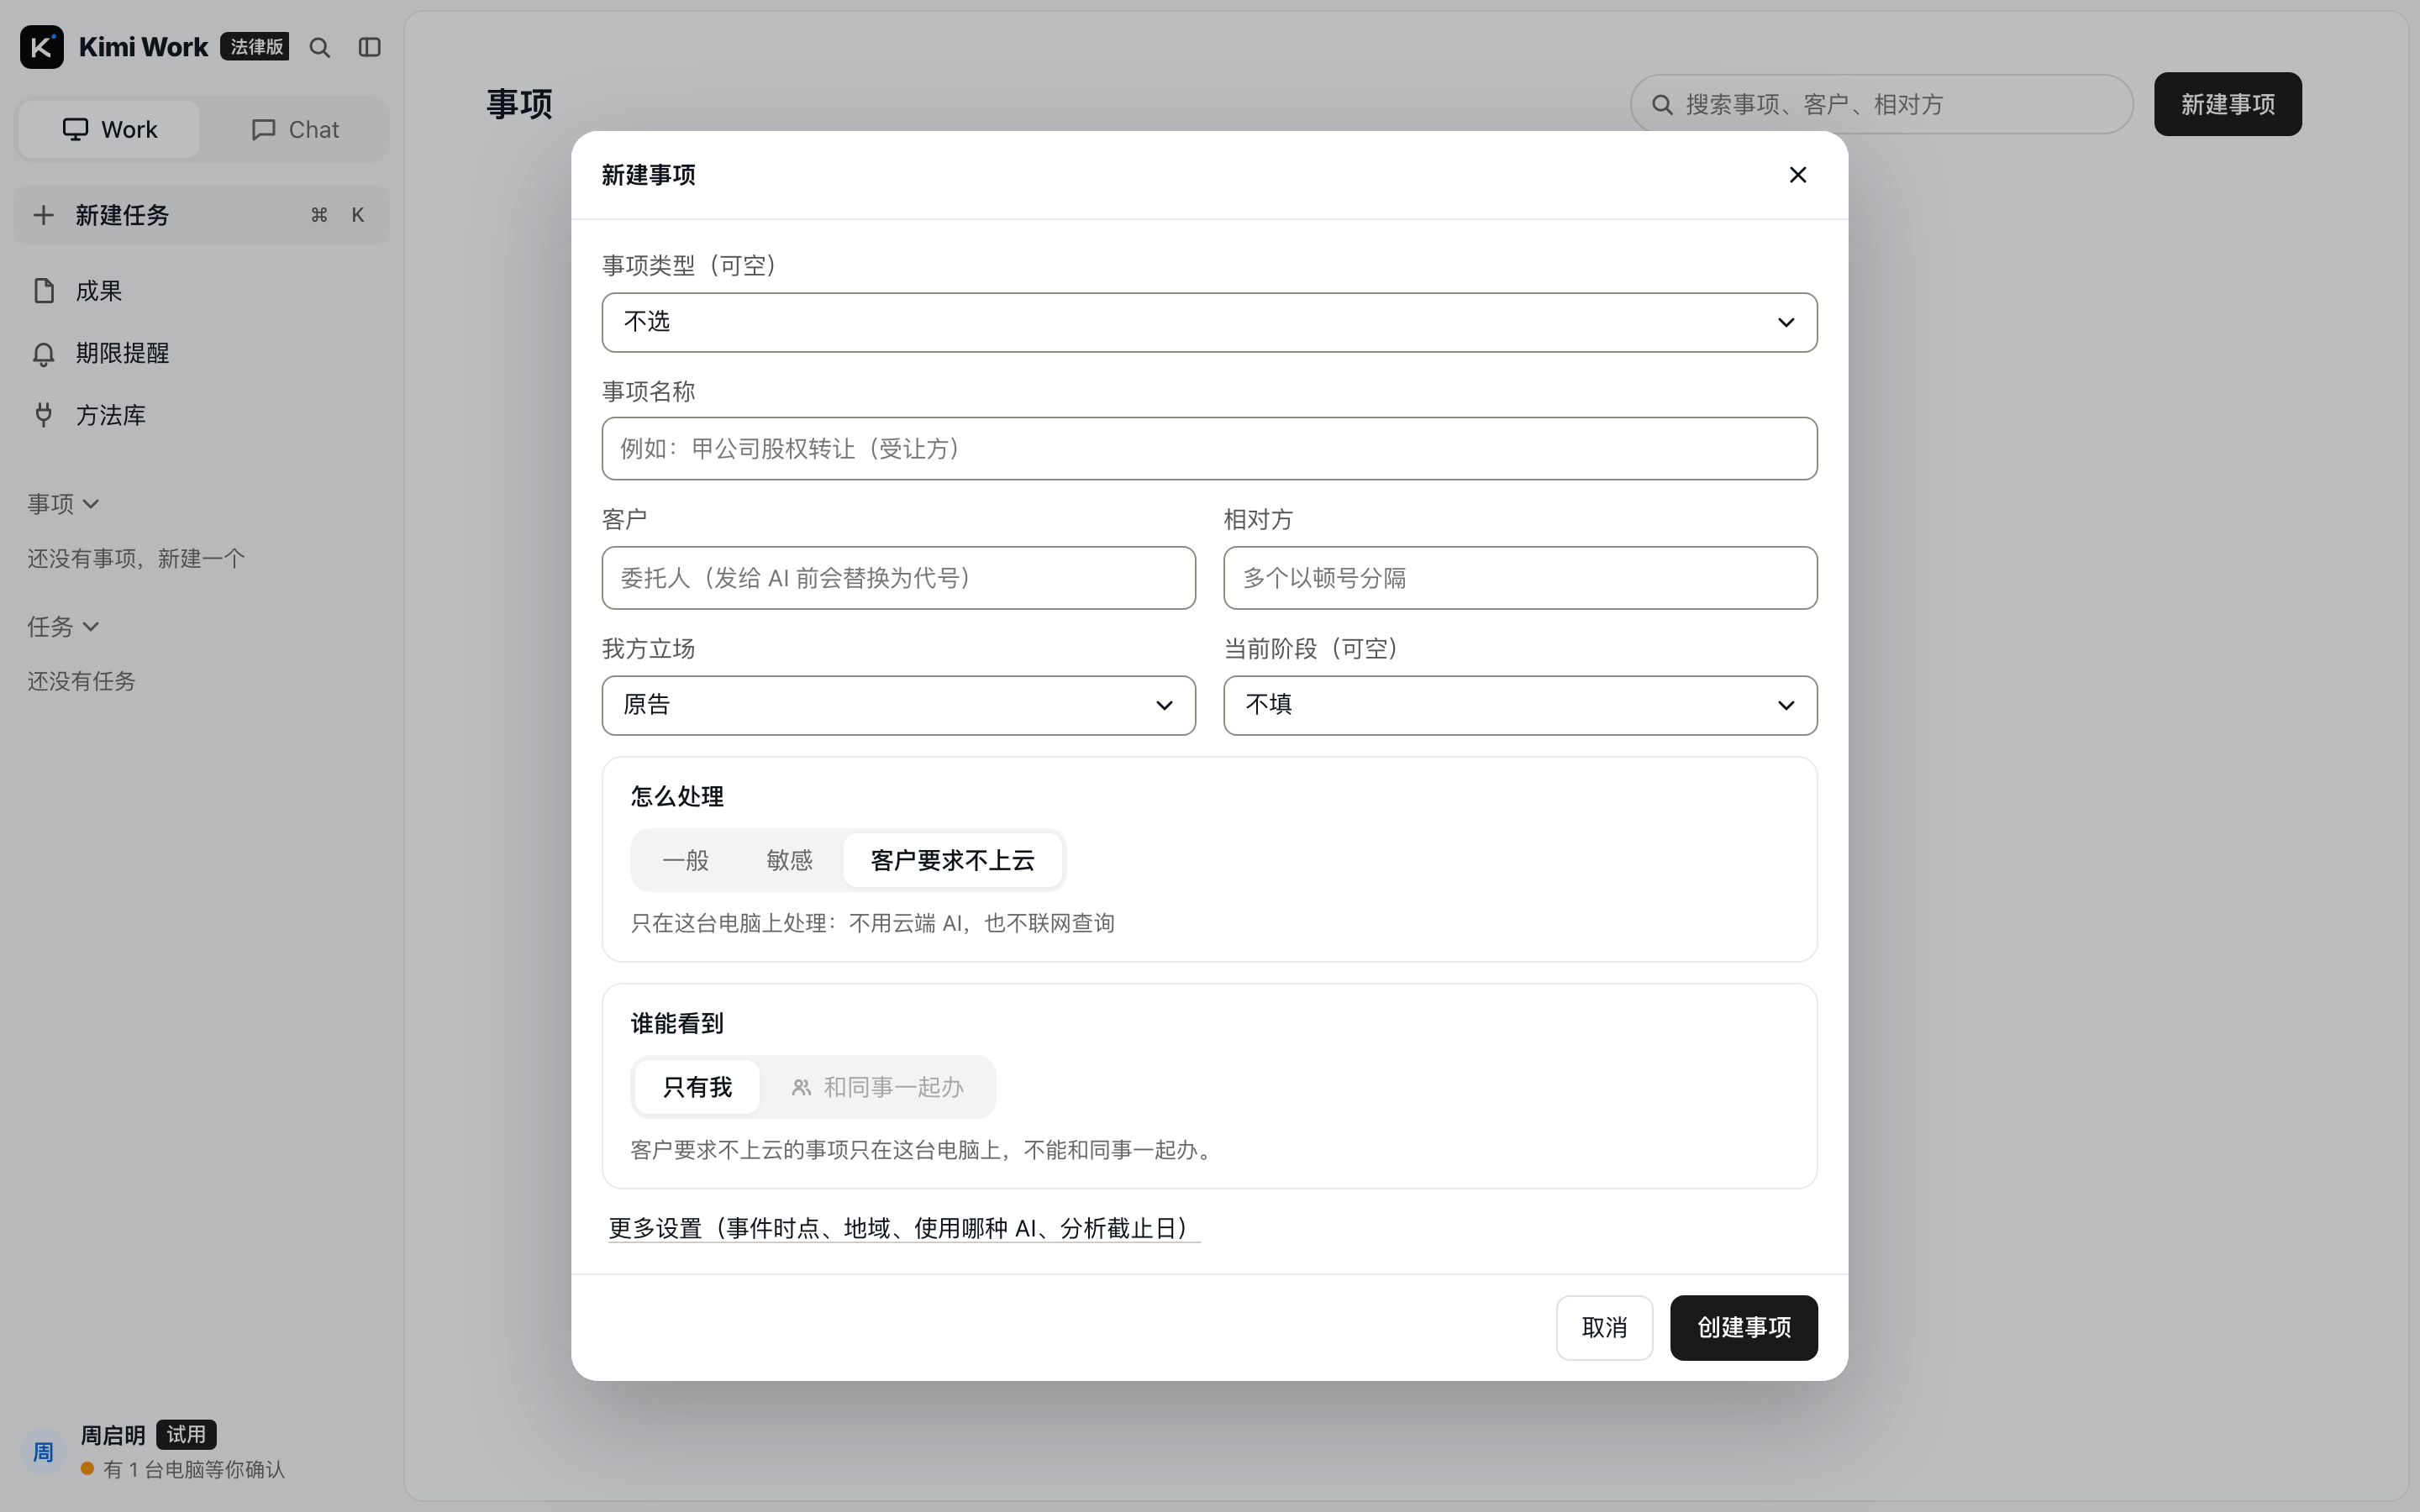 Kimi Work 法律版
Work Chat
新建任务 ⌘ K
成果
期限提醒
方法库
事项
还没有事项，新建一个
任务
还没有任务
周 周启明 试用
有 1 台电脑等你确认
事项
搜索事项、客户、相对方
新建事项
新建事项
事项类型（可空）
不选
事项名称
例如：甲公司股权转让（受让方）
客户 相对方
委托人（发给 AI 前会替换为代号） 多个以顿号分隔
我方立场 当前阶段（可空）
原告 不填
怎么处理
一般 敏感 客户要求不上云
只在这台电脑上处理：不用云端 AI，也不联网查询
谁能看到
只有我 和同事一起办
客户要求不上云的事项只在这台电脑上，不能和同事一起办。
更多设置（事件时点、地域、使用哪种 AI、分析截止日）
取消 创建事项